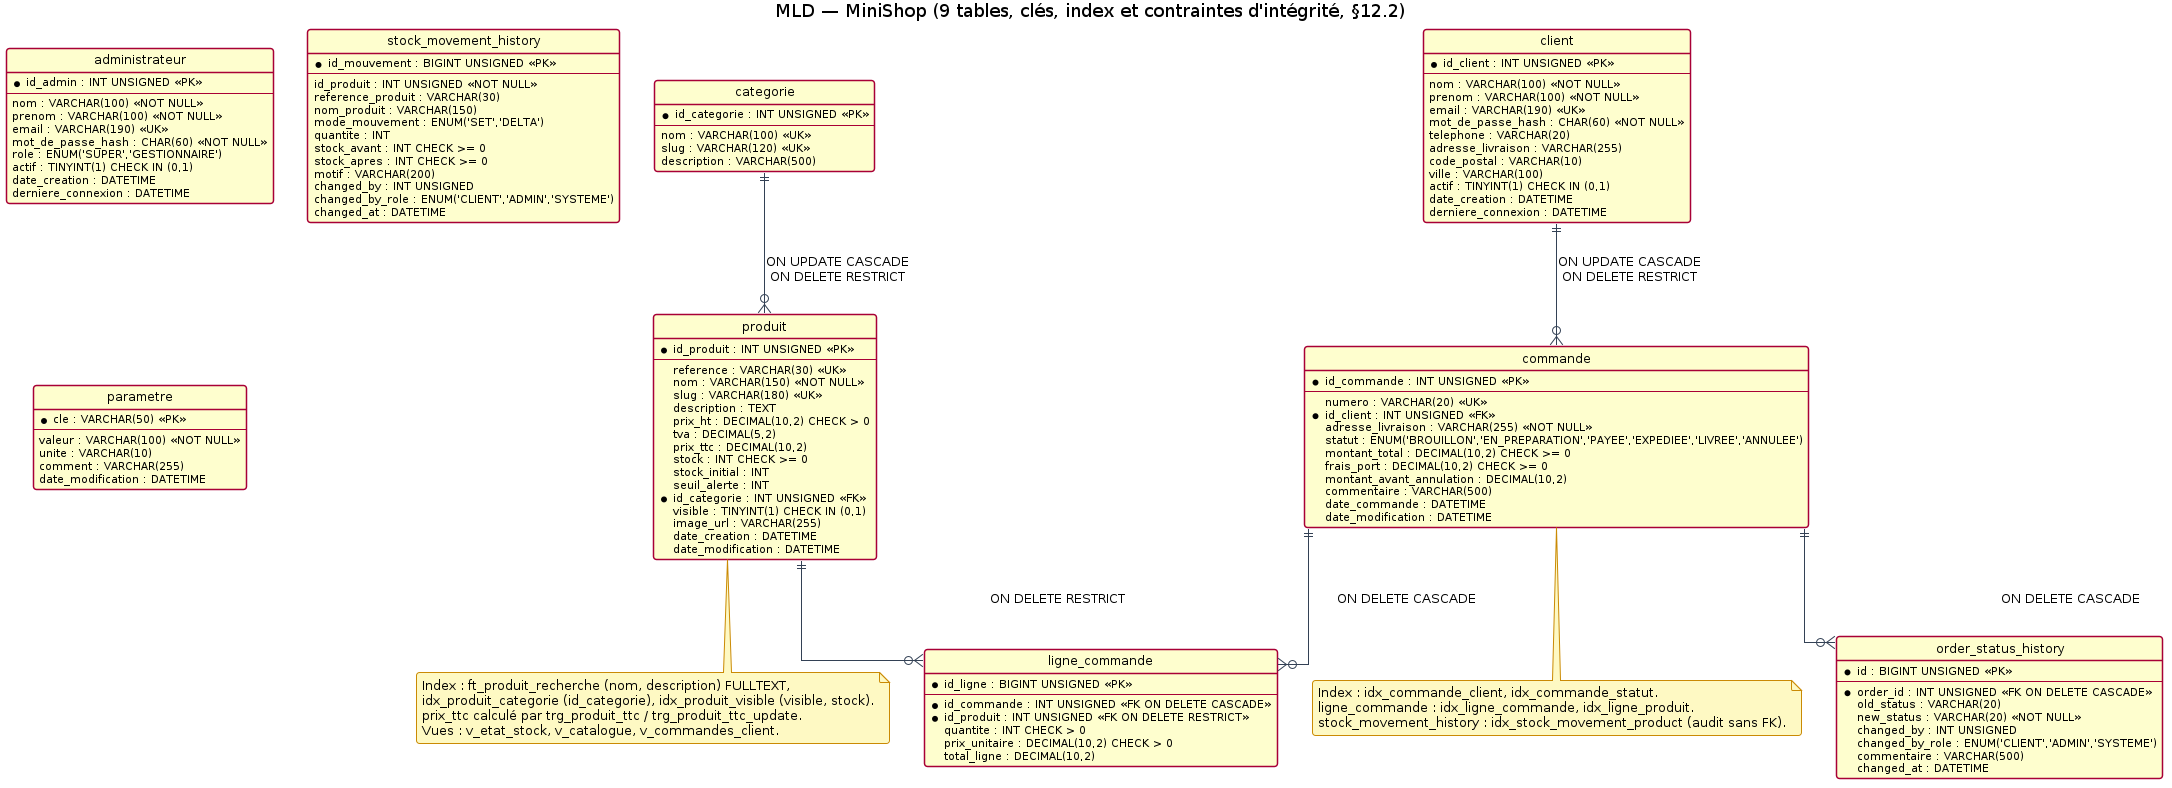 MLD — MiniShop (9 tables, clés, index et contraintes d'intégrité, §12.2)
administrateur
id_admin : INT UNSIGNED «PK»
nom : VARCHAR(100) «NOT NULL»
prenom : VARCHAR(100) «NOT NULL»
email : VARCHAR(190) «UK»
mot_de_passe_hash : CHAR(60) «NOT NULL»
role : ENUM('SUPER','GESTIONNAIRE')
actif : TINYINT(1) CHECK IN (0,1)
date_creation : DATETIME
derniere_connexion : DATETIME
stock_movement_history
id_mouvement : BIGINT UNSIGNED «PK»
id_produit : INT UNSIGNED «NOT NULL»
reference_produit : VARCHAR(30)
nom_produit : VARCHAR(150)
mode_mouvement : ENUM('SET','DELTA')
quantite : INT
stock_avant : INT CHECK >= 0
stock_apres : INT CHECK >= 0
motif : VARCHAR(200)
changed_by : INT UNSIGNED
changed_by_role : ENUM('CLIENT','ADMIN','SYSTEME')
changed_at : DATETIME
categorie
id_categorie : INT UNSIGNED «PK»
nom : VARCHAR(100) «UK»
slug : VARCHAR(120) «UK»
description : VARCHAR(500)
client
id_client : INT UNSIGNED «PK»
nom : VARCHAR(100) «NOT NULL»
prenom : VARCHAR(100) «NOT NULL»
email : VARCHAR(190) «UK»
mot_de_passe_hash : CHAR(60) «NOT NULL»
telephone : VARCHAR(20)
adresse_livraison : VARCHAR(255)
code_postal : VARCHAR(10)
ville : VARCHAR(100)
actif : TINYINT(1) CHECK IN (0,1)
date_creation : DATETIME
derniere_connexion : DATETIME
ON UPDATE CASCADE
ON DELETE RESTRICT
ON UPDATE CASCADE
ON DELETE RESTRICT
parametre
cle : VARCHAR(50) «PK»
valeur : VARCHAR(100) «NOT NULL»
unite : VARCHAR(10)
comment : VARCHAR(255)
date_modification : DATETIME
produit
id_produit : INT UNSIGNED «PK»
reference : VARCHAR(30) «UK»
nom : VARCHAR(150) «NOT NULL»
slug : VARCHAR(180) «UK»
description : TEXT
prix_ht : DECIMAL(10,2) CHECK > 0
tva : DECIMAL(5,2)
prix_ttc : DECIMAL(10,2)
stock : INT CHECK >= 0
stock_initial : INT
seuil_alerte : INT
id_categorie : INT UNSIGNED «FK»
visible : TINYINT(1) CHECK IN (0,1)
image_url : VARCHAR(255)
date_creation : DATETIME
date_modification : DATETIME
commande
id_commande : INT UNSIGNED «PK»
numero : VARCHAR(20) «UK»
id_client : INT UNSIGNED «FK»
adresse_livraison : VARCHAR(255) «NOT NULL»
statut : ENUM('BROUILLON','EN_PREPARATION','PAYEE','EXPEDIEE','LIVREE','ANNULEE')
montant_total : DECIMAL(10,2) CHECK >= 0
frais_port : DECIMAL(10,2) CHECK >= 0
montant_avant_annulation : DECIMAL(10,2)
commentaire : VARCHAR(500)
date_commande : DATETIME
date_modification : DATETIME
ON DELETE RESTRICT
ON DELETE CASCADE
ON DELETE CASCADE
Index : ft_produit_recherche (nom, description) FULLTEXT,
idx_produit_categorie (id_categorie), idx_produit_visible (visible, stock).
prix_ttc calculé par trg_produit_ttc / trg_produit_ttc_update.
Vues : v_etat_stock, v_catalogue, v_commandes_client.
ligne_commande
id_ligne : BIGINT UNSIGNED «PK»
id_commande : INT UNSIGNED «FK ON DELETE CASCADE»
id_produit : INT UNSIGNED «FK ON DELETE RESTRICT»
quantite : INT CHECK > 0
prix_unitaire : DECIMAL(10,2) CHECK > 0
total_ligne : DECIMAL(10,2)
Index : idx_commande_client, idx_commande_statut.
ligne_commande : idx_ligne_commande, idx_ligne_produit.
stock_movement_history : idx_stock_movement_product (audit sans FK).
order_status_history
id : BIGINT UNSIGNED «PK»
order_id : INT UNSIGNED «FK ON DELETE CASCADE»
old_status : VARCHAR(20)
new_status : VARCHAR(20) «NOT NULL»
changed_by : INT UNSIGNED
changed_by_role : ENUM('CLIENT','ADMIN','SYSTEME')
commentaire : VARCHAR(500)
changed_at : DATETIME